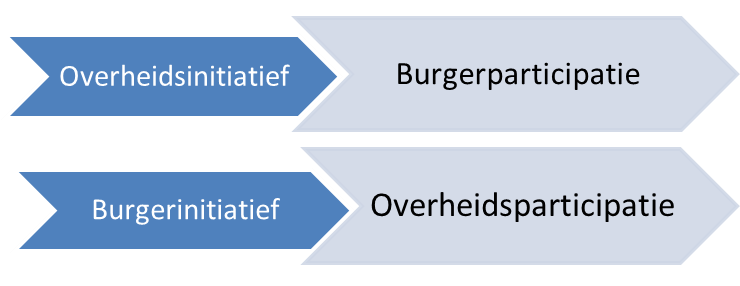 Overheidsinitiatief
Burgerparticipatie
Burgerinitiatief
Overheidsparticipatie